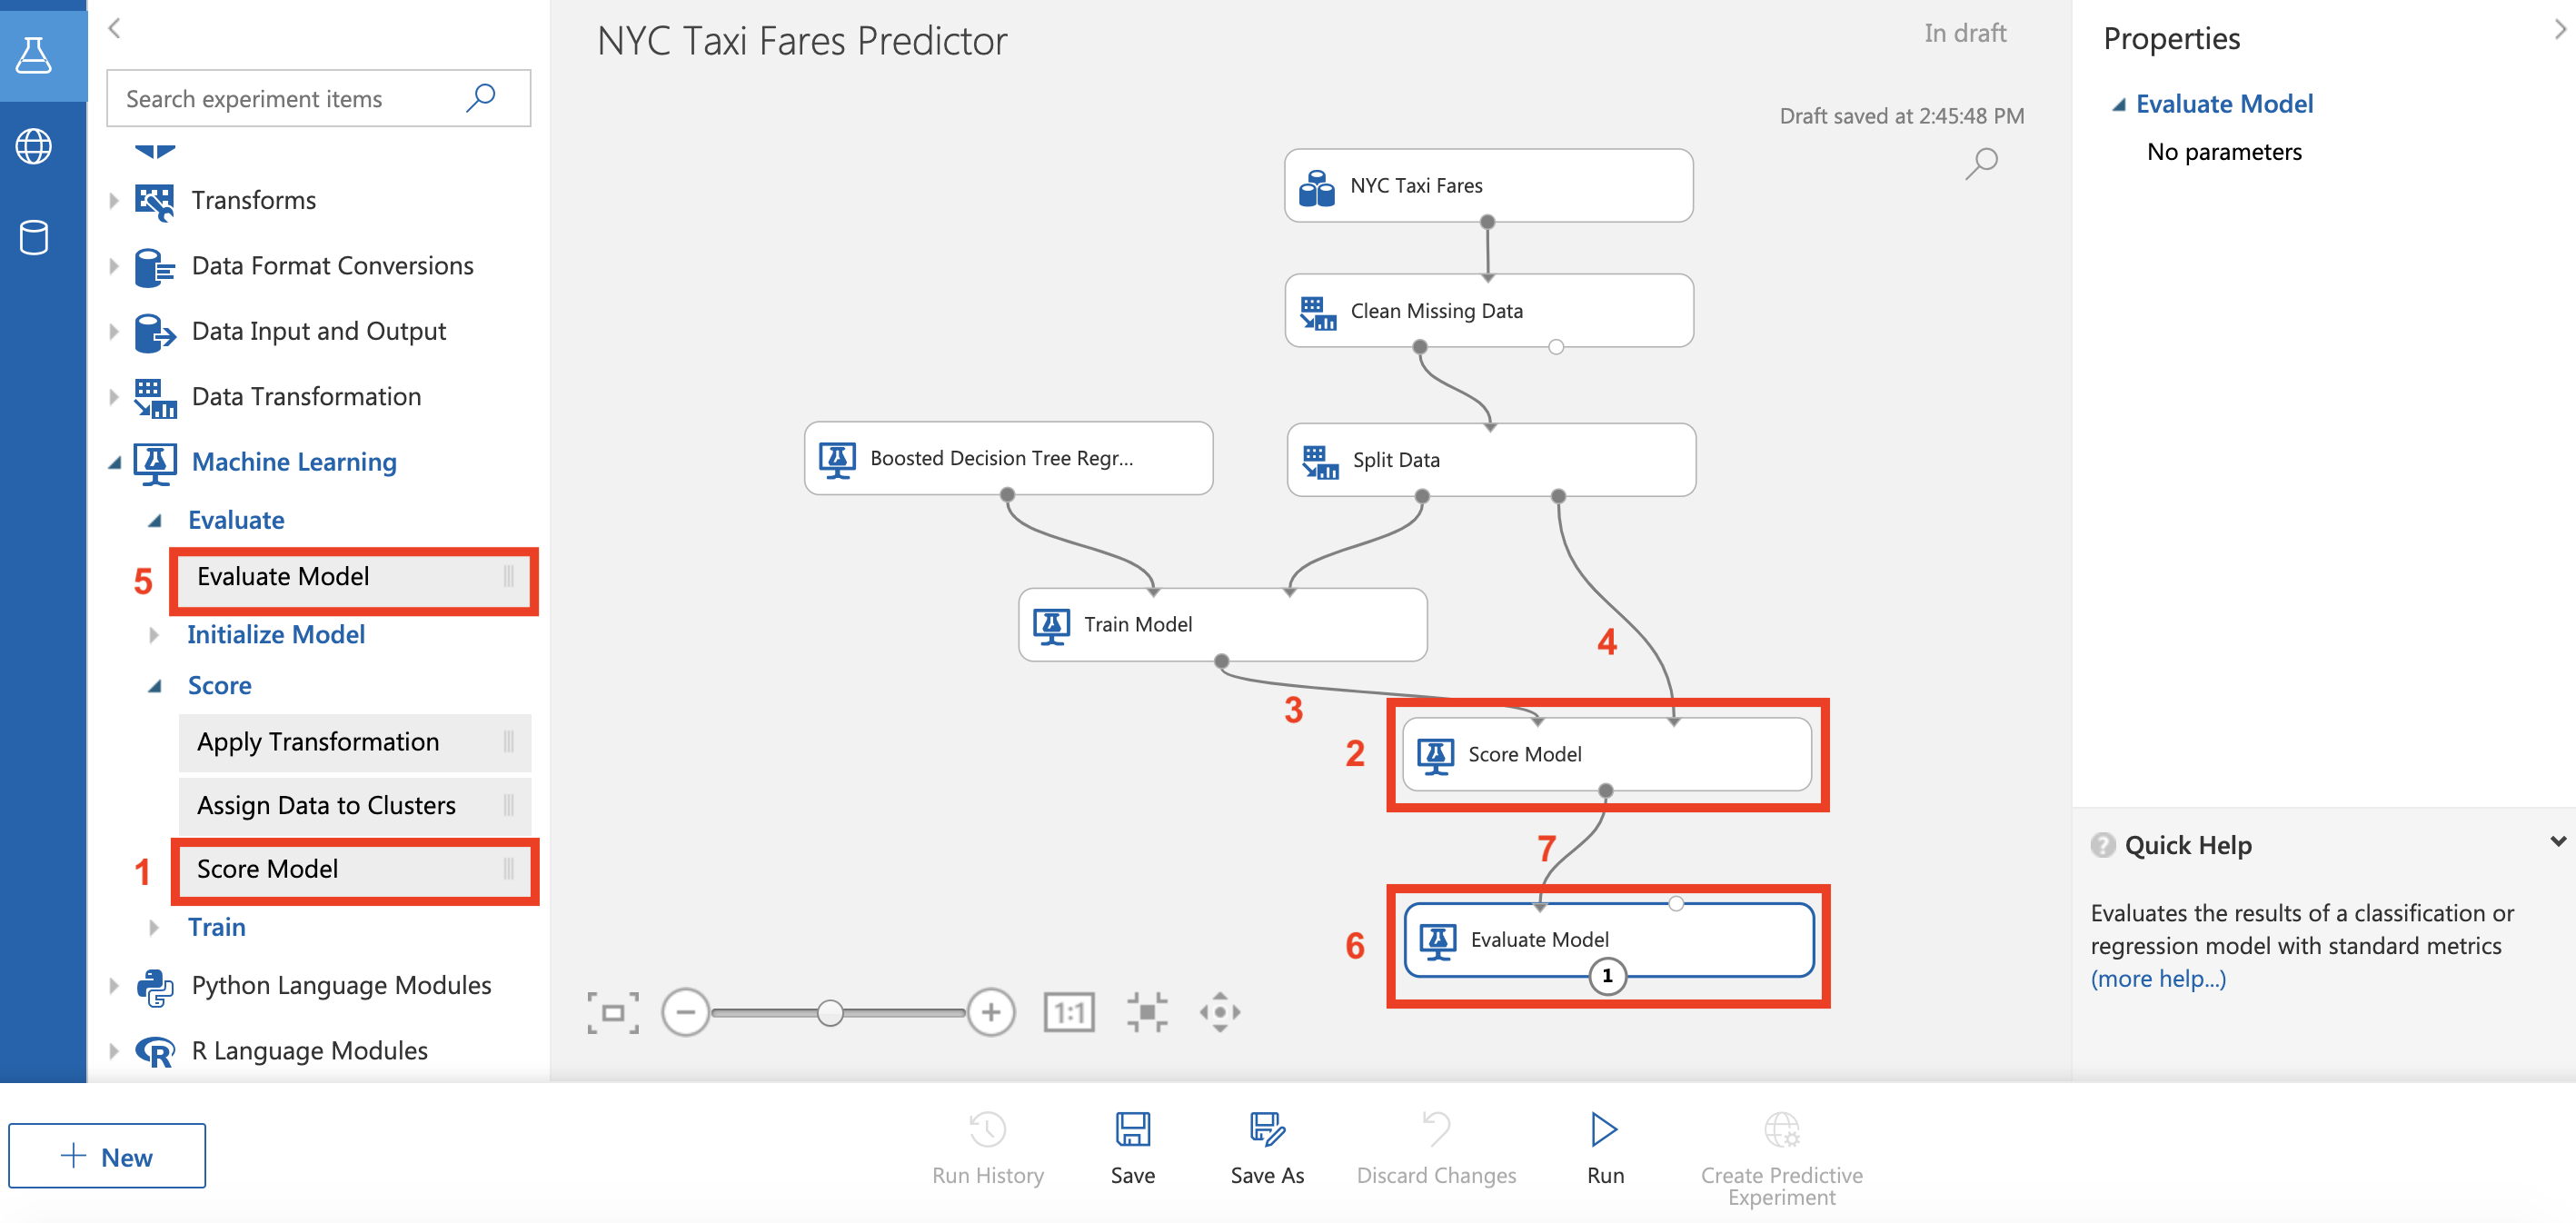 NYC Taxi Fares Predictor
In draft
Draft saved at 2:45:48 PM
Search experiment items
Transforms
Data Format Conversions
Data Input and Output
Data Transformation
Machine Learning
Evaluate
5
Evaluate Model
Initialize Model
Score
Apply Transformation
Assign Data to Clusters
1
Score Model
Train
Python Language Modules
R Language Modules
NYC Taxi Fares
Clean Missing Data
Boosted Decision Tree Regr...
Split Data
Train Model
4
3
2
Score Model
7
6
Evaluate Model
1
1:1
Properties
Evaluate Model
No parameters
? Quick Help
Evaluates the results of a classification or
regression model with standard metrics
(more help...)
New
Run History
Save
Save As
Discard Changes
Run
Create Predictive
Experiment